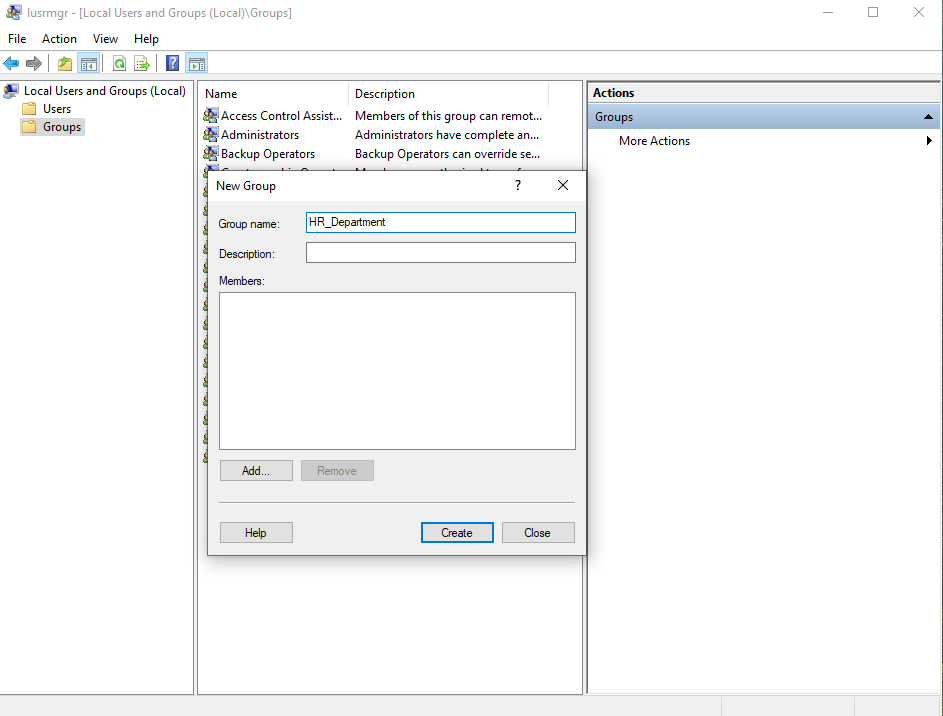 lusrmgr - [Local Users and Groups (Local)\Groups]
File Action View Help
Local Users and Groups (Local)
Users
Groups
Name Description
Access Control Assist... Members of this group can remot...
Administrators Administrators have complete an...
Backup Operators Backup Operators can override se...
Actions
Groups
More Actions
New Group ?
Group name: HR_Department
Description:
Members:
Add... Remove
Help Create Close